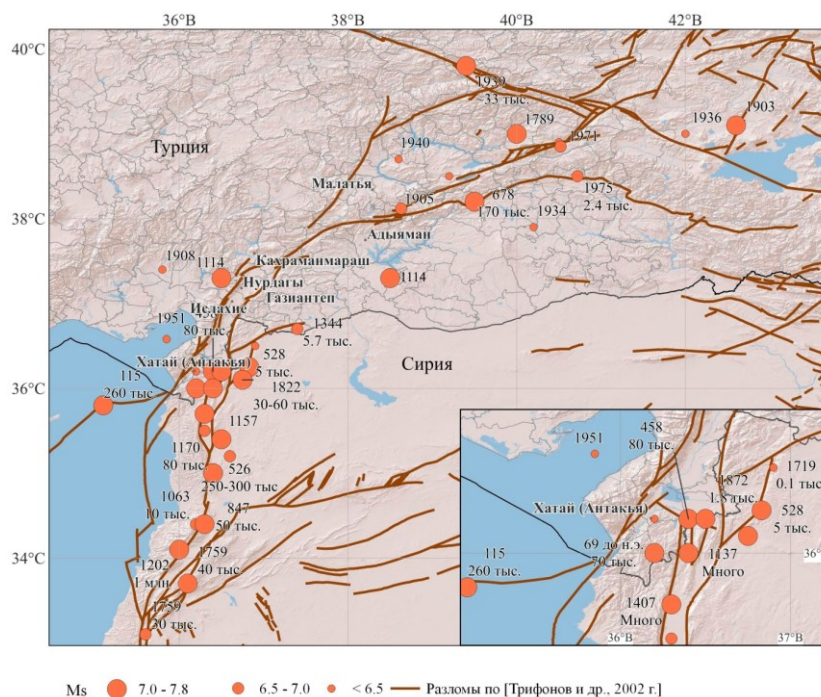 36°В
40°В
42°В
40°С
1939
33 тыс.
1903
1789
1936
Турция
1971
1940
Малатья
1905
678
170 тыс.
1975
2.4 тыс.
1934
38°С
Адыяман
1908
1114
Кахраманмараш
1114
Нурдагы
Газиантеп
Ислахие
80 тыс.
1344
5.7 тыс.
1951
528
5 тыс.
Сирия
Хатай (Антакья)
36°С
115
260 тыс.
1822
30-60 тыс.
1157
1170
80 тыс.
526
250-300 тыс
1063
10 тыс.
847
50 тыс.
34°С
1202
1 млн
1759
40 тыс.
1759
30 тыс.
458
80 тыс.
1951
1872
1.8 тыс.
1719
0.1 тыс.
Хатай (Антакья)
528
5 тыс.
69 до н.э.
70 тыс.
115
260 тыс.
1137
Много
1407
Много
36°В
37°В
Ms
7.0 - 7.8
6.5 - 7.0
< 6.5
Разломы по [Трифонов и др., 2002 г.]